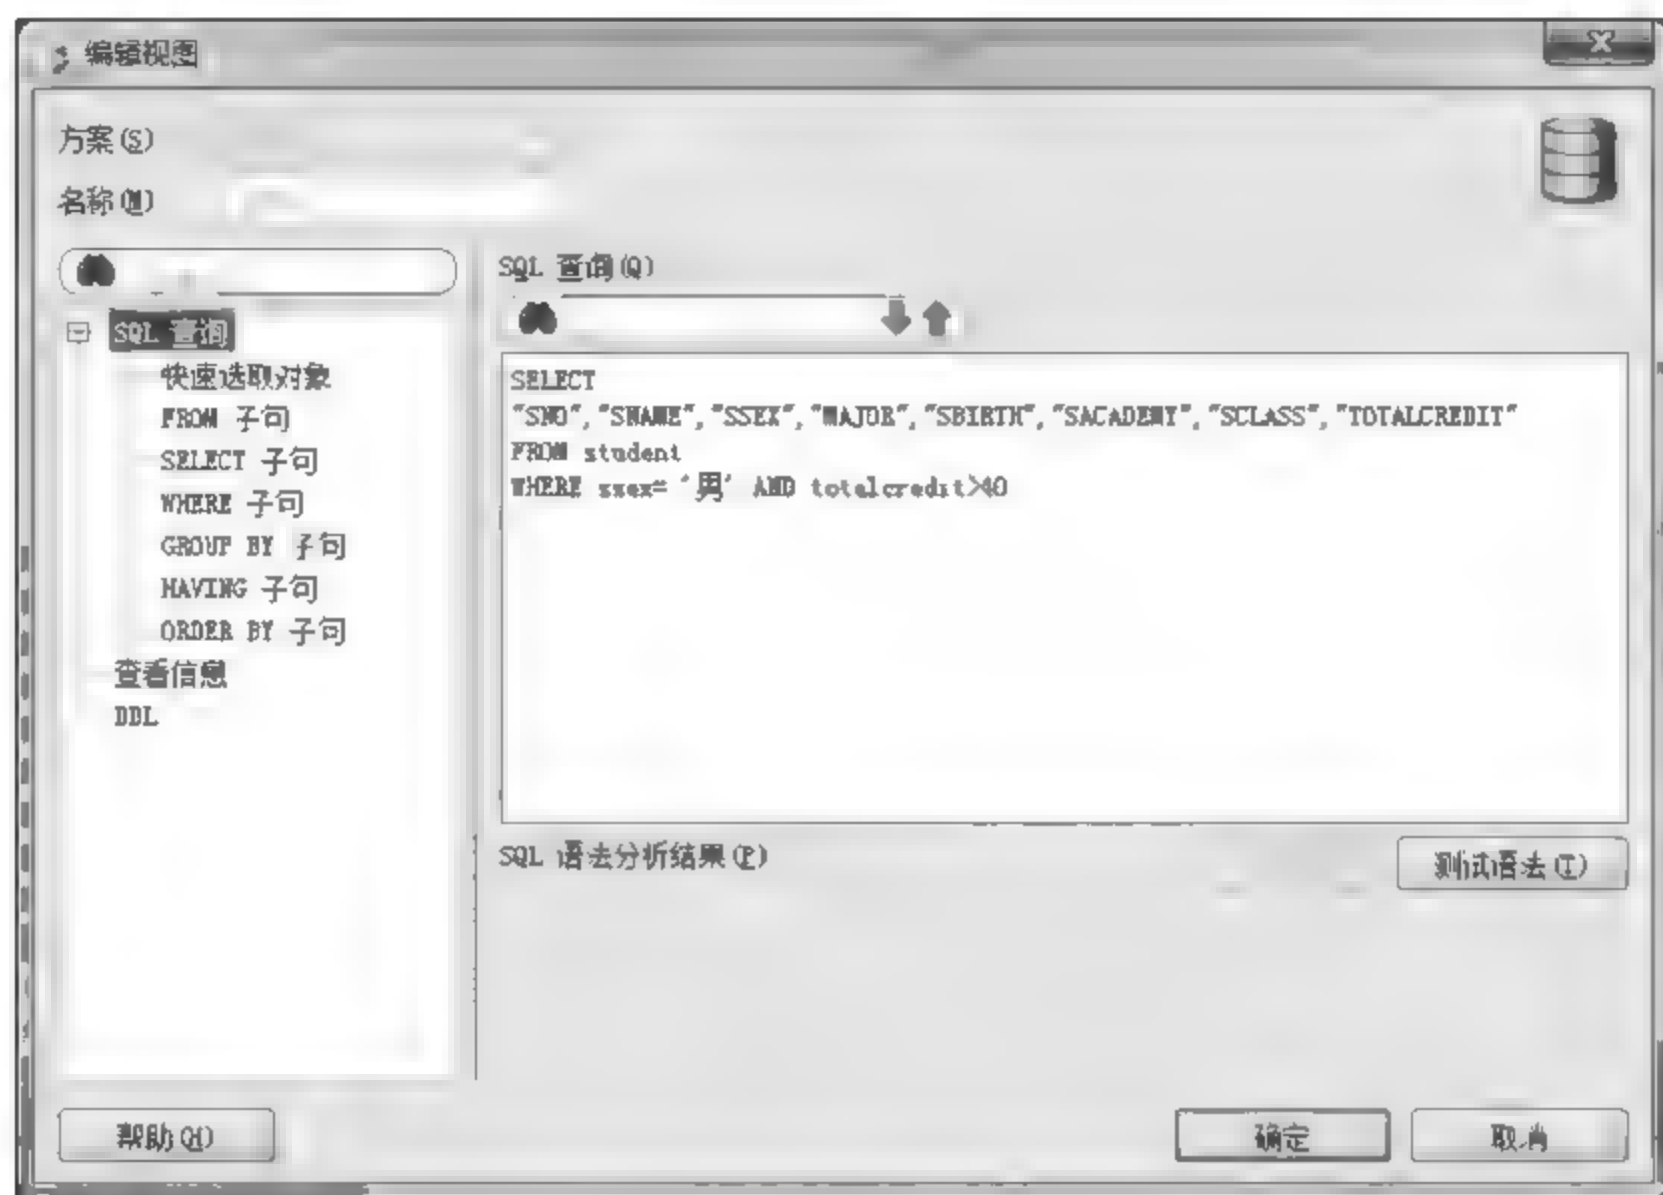 编辑视图
方案(S)
名称(N)
SQL 查询(Q)
SQL 查询
快速选取对象
FROM 子句
SELECT 子句
WHERE 子句
GROUP BY 子句
HAVING 子句
ORDER BY 子句
查看信息
DDL
SELECT
"SNO","SNAME","SSEX","MAJOR","SBIRTH","SACADEMY","SCLASS","TOTALCREDIT"
FROM student
WHERE ssex='男' AND totalcredit>40
SQL 语法分析结果(P)
测试语法(T)
帮助(H)
确定
取消